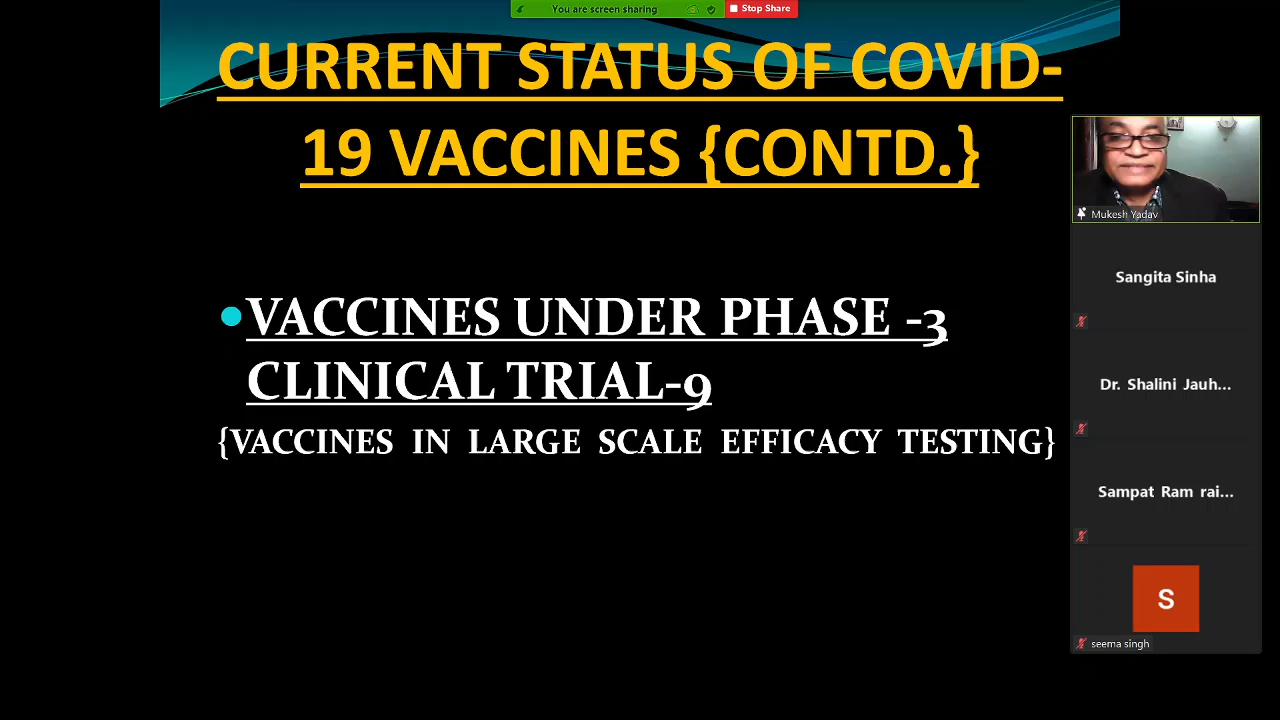 You are screen sharing
Stop Share
CURRENT STATUS OF COVID-
19 VACCINES {CONTD.}
VACCINES UNDER PHASE -3
CLINICAL TRIAL-9
{VACCINES IN LARGE SCALE EFFICACY TESTING}
Mukesh Yadav
Sangita Sinha
Dr. Shalini Jauh...
Sampat Ram rai...
S
seema singh